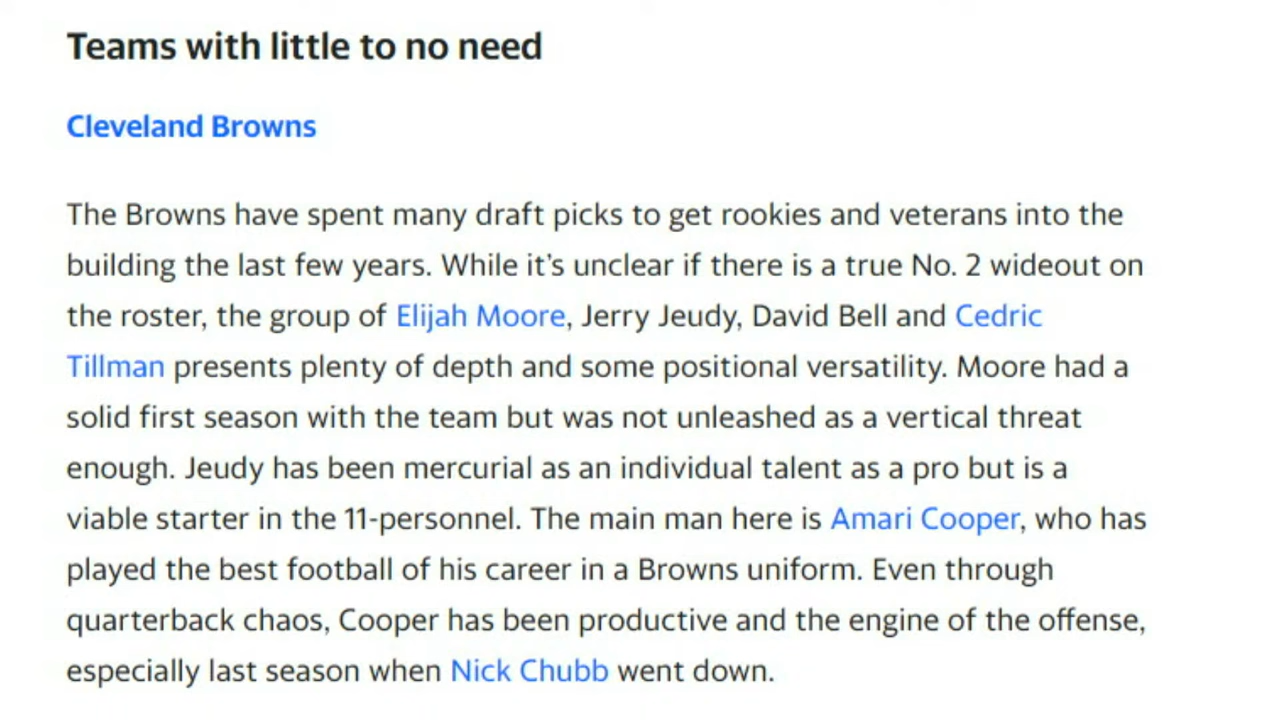 Teams with little to no need
Cleveland Browns
The Browns have spent many draft picks to get rookies and veterans into the
building the last few years. While it’s unclear if there is a true No. 2 wideout on
the roster, the group of Elijah Moore, Jerry Jeudy, David Bell and Cedric
Tillman presents plenty of depth and some positional versatility. Moore had a
solid first season with the team but was not unleashed as a vertical threat
enough. Jeudy has been mercurial as an individual talent as a pro but is a
viable starter in the 11-personnel. The main man here is Amari Cooper, who has
played the best football of his career in a Browns uniform. Even through
quarterback chaos, Cooper has been productive and the engine of the offense,
especially last season when Nick Chubb went down.